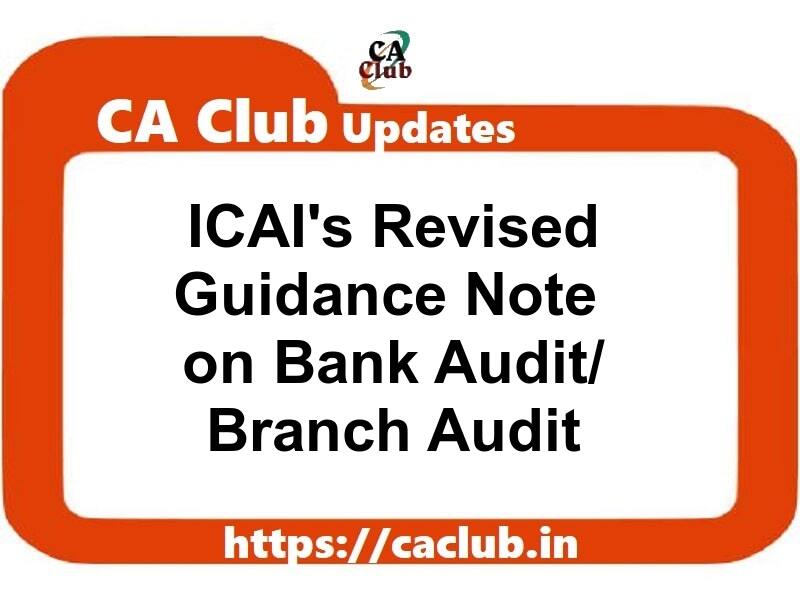 CA
Club
CA Club Updates
ICAI's Revised
Guidance Note
on Bank Audit/
Branch Audit
https://caclub.in